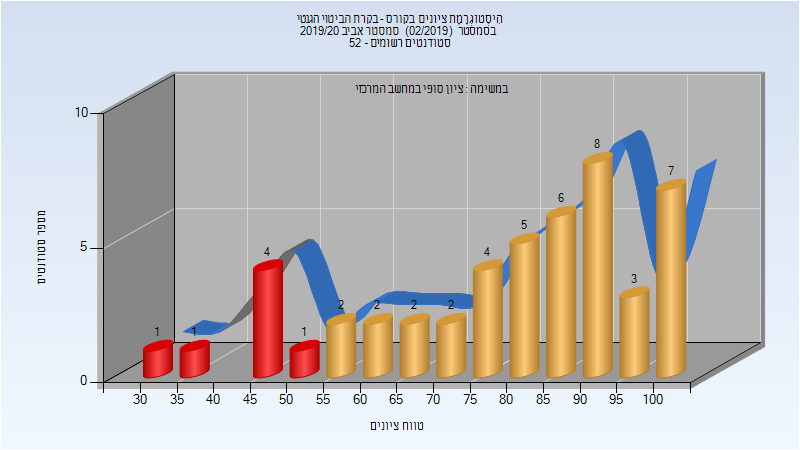 היסטוגרמת ציונים בקורס - בקרת הביטוי הגנטי
בסמסטר (02/2019) סמסטר אביב 2019/20
סטודנטים רשומים - 52
במשימה : ציון סופי במחשב המרכזי
מספר סטודנטים
10
5
0
1 1 4 1 2 2 2 2 4 5 6 8 3 7
30 35 40 45 50 55 60 65 70 75 80 85 90 95 100
טווח ציונים